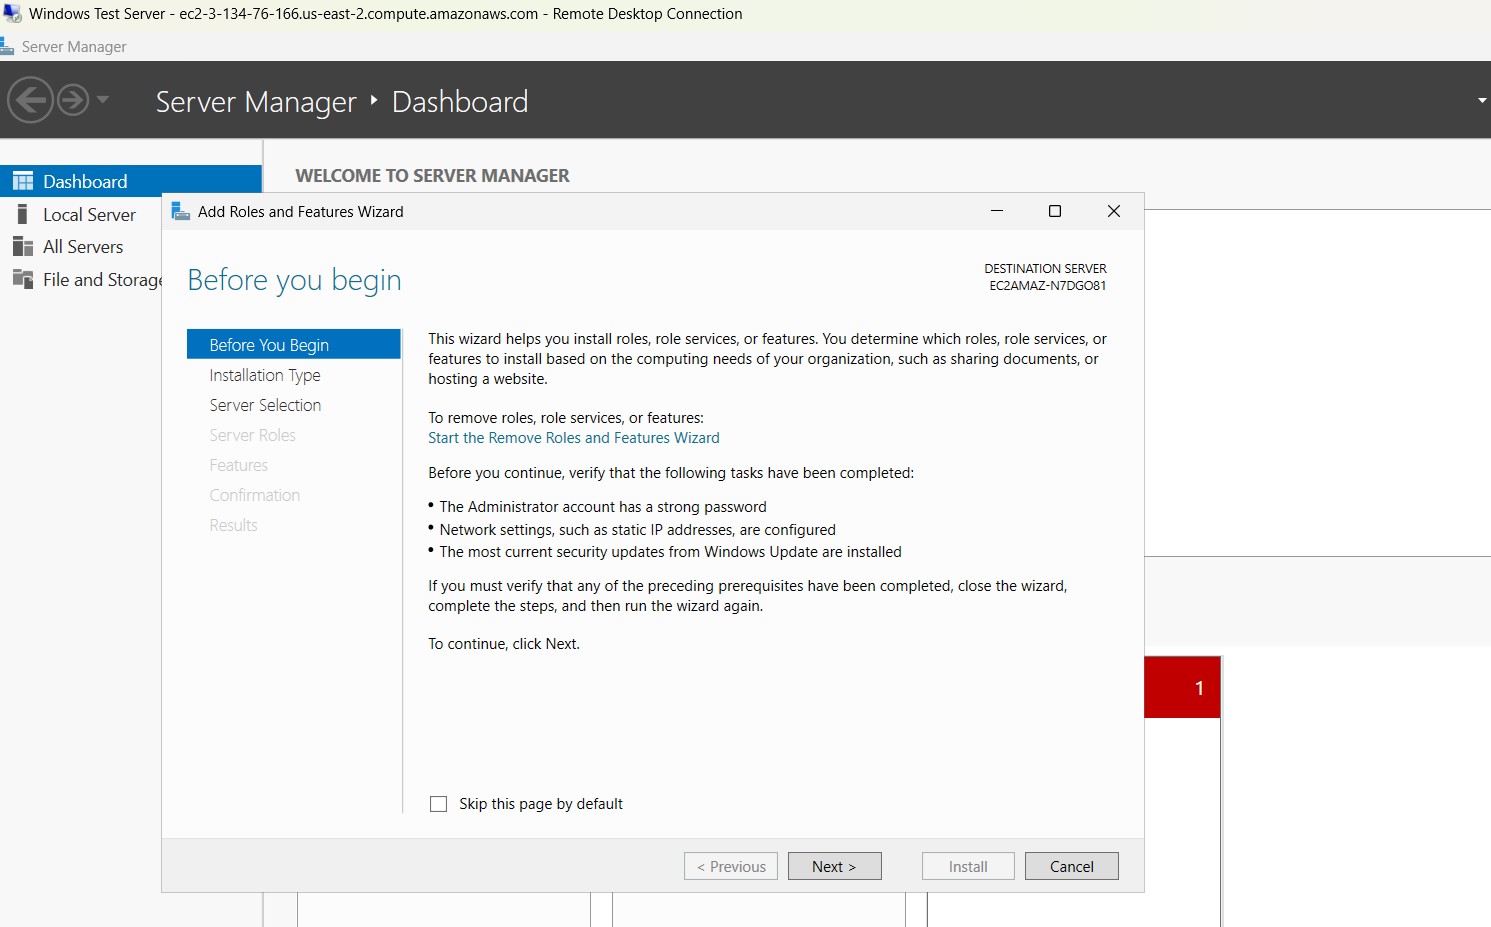 Windows Test Server - ec2-3-134-76-166.us-east-2.compute.amazonaws.com - Remote Desktop Connection
Server Manager
Server Manager ‣ Dashboard
Dashboard
Local Server
All Servers
File and Storage
WELCOME TO SERVER MANAGER
Add Roles and Features Wizard
Before you begin
DESTINATION SERVER
EC2AMAZ-N7DGO81
Before You Begin
Installation Type
Server Selection
Server Roles
Features
Confirmation
Results
This wizard helps you install roles, role services, or features. You determine which roles, role services, or
features to install based on the computing needs of your organization, such as sharing documents, or
hosting a website.
To remove roles, role services, or features:
Start the Remove Roles and Features Wizard
Before you continue, verify that the following tasks have been completed:
• The Administrator account has a strong password
• Network settings, such as static IP addresses, are configured
• The most current security updates from Windows Update are installed
If you must verify that any of the preceding prerequisites have been completed, close the wizard,
complete the steps, and then run the wizard again.
To continue, click Next.
1
Skip this page by default
< Previous
Next >
Install
Cancel